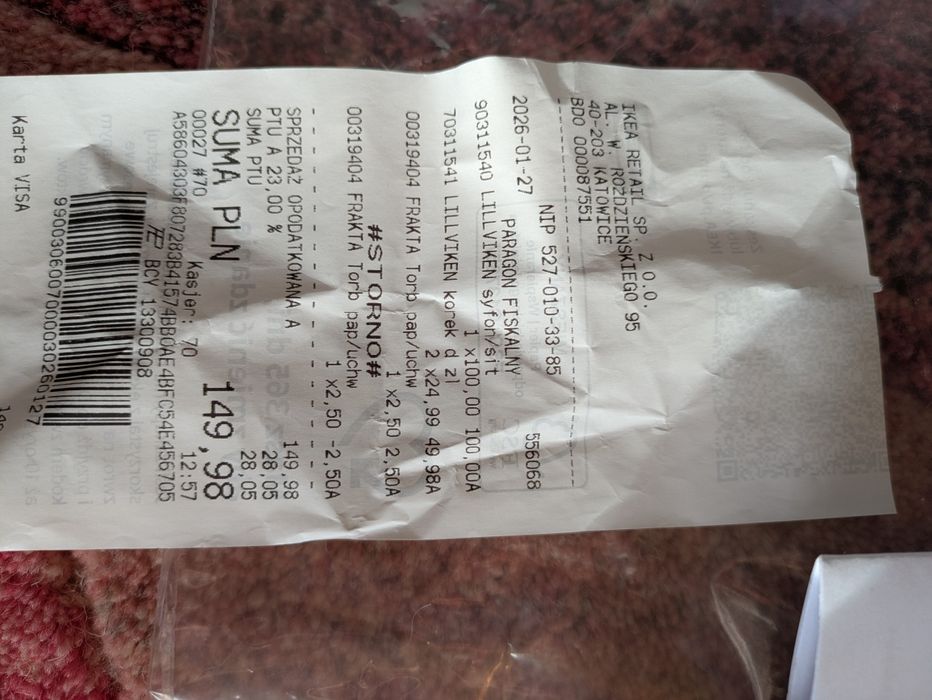 IKEA RETAIL SP. Z O.O.
AL. W. ROŹDZIEŃSKIEGO 95
40-203 KATOWICE
BDO 000087551
NIP 527-010-33-85
2026-01-27 556068
PARAGON FISKALNY
90311540 LILLVIKEN syfon/sit
1 x100,00 100,00A
70311541 LILLVIKEN korek d zl
2 x24,99 49,98A
00319404 FRAKTA Torb pap/uchw
1 x2,50 2,50A
#STORNO#
00319404 FRAKTA Torb pap/uchw
1 x2,50 -2,50A
SPRZEDAŻ OPODATKOWANA A 149,98
PTU A 23,00 % 28,05
SUMA PTU 28,05
SUMA PLN 149,98
00027 #70 Kasjer: 70 12:57
BCY 13300908
9900306007000030260127
Karta VISA